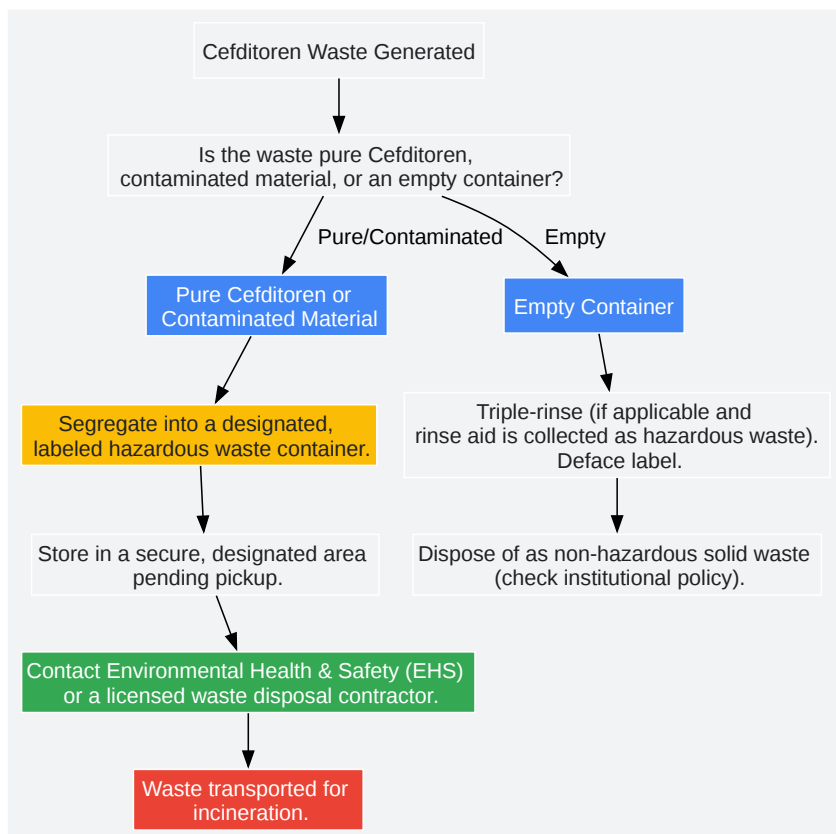 Cefditoren Waste Generated
Is the waste pure Cefditoren,
contaminated material, or an empty container?
Pure/Contaminated
Empty
Pure Cefditoren or
Contaminated Material
Empty Container
Segregate into a designated,
labeled hazardous waste container.
Triple-rinse (if applicable and
rinse aid is collected as hazardous waste).
Deface label.
Store in a secure, designated area
pending pickup.
Dispose of as non-hazardous solid waste
(check institutional policy).
Contact Environmental Health & Safety (EHS)
or a licensed waste disposal contractor.
Waste transported for
incineration.